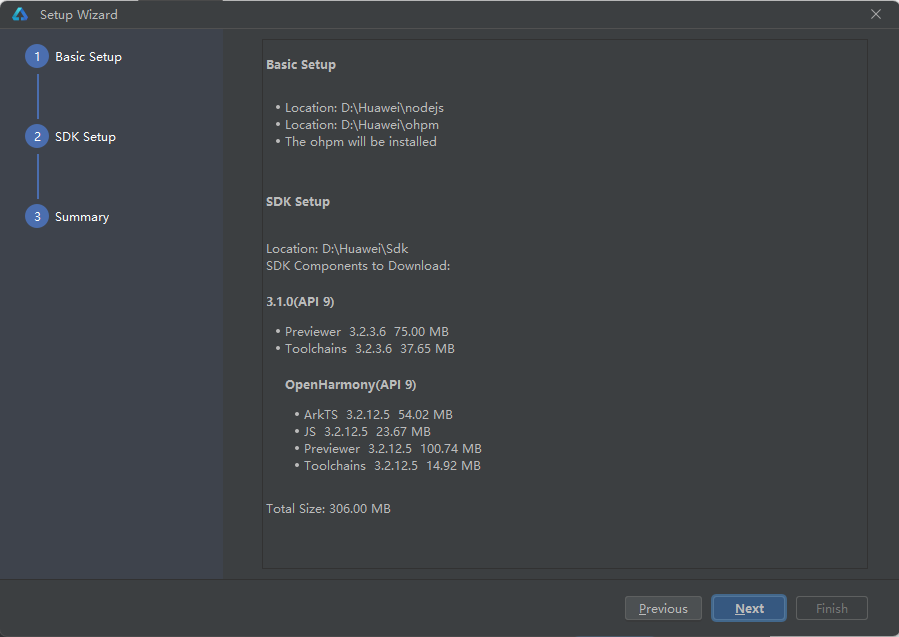 Setup Wizard
1 Basic Setup
2 SDK Setup
3 Summary
Basic Setup
• Location: D:\Huawei\nodejs
• Location: D:\Huawei\ohpm
• The ohpm will be installed
SDK Setup
Location: D:\Huawei\Sdk
SDK Components to Download:
3.1.0(API 9)
• Previewer 3.2.3.6 75.00 MB
• Toolchains 3.2.3.6 37.65 MB
OpenHarmony(API 9)
• ArkTS 3.2.12.5 54.02 MB
• JS 3.2.12.5 23.67 MB
• Previewer 3.2.12.5 100.74 MB
• Toolchains 3.2.12.5 14.92 MB
Total Size: 306.00 MB
Previous Next Finish